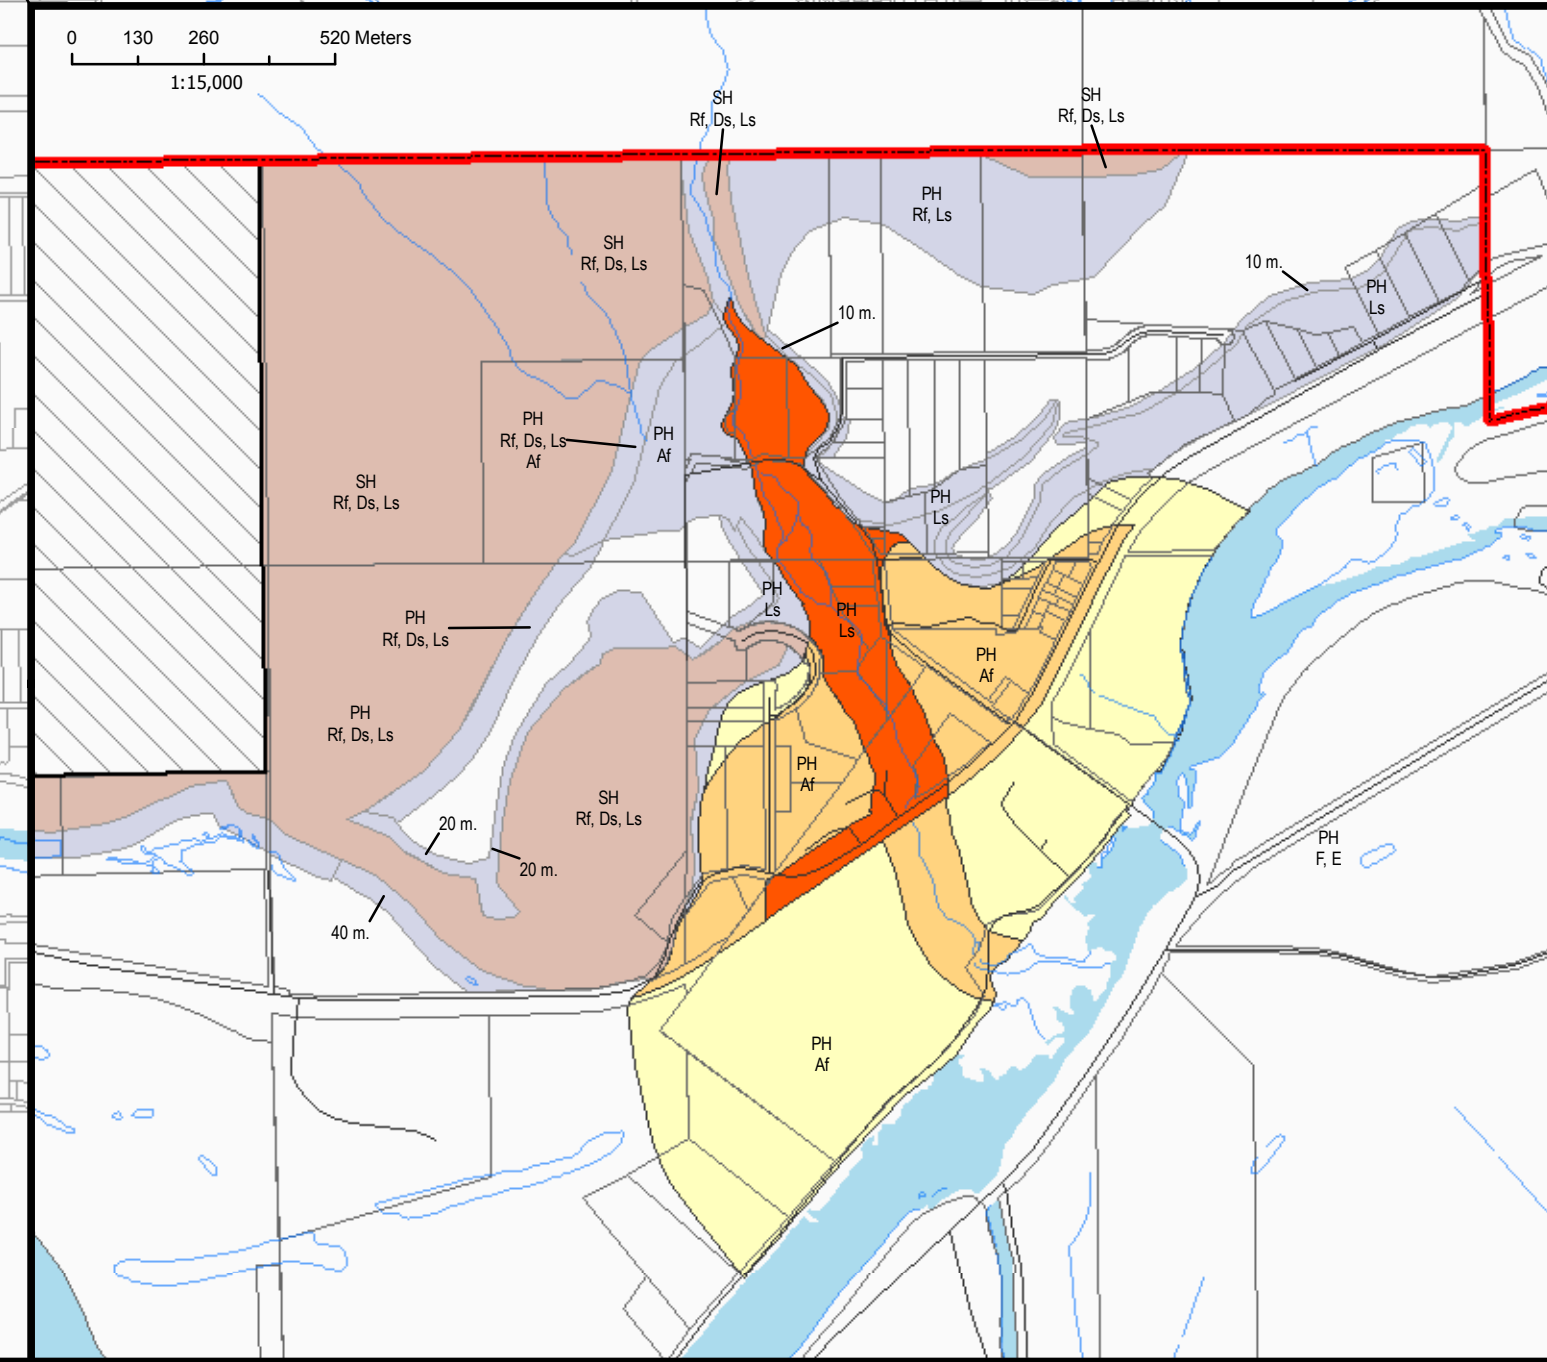 0 130 260 520 Meters
1:15,000
SH
Rf, Ds, Ls
SH
Rf, Ds, Ls
PH
Rf, Ls
SH
Rf, Ds, Ls
10 m.
PH
Ls
10 m.
PH
Rf, Ds, Ls
Af
PH
Af
SH
Rf, Ds, Ls
PH
Ls
PH
Ls
PH
Ls
PH
Rf, Ds, Ls
PH
Af
PH
Rf, Ds, Ls
PH
Af
SH
Rf, Ds, Ls
20 m.
20 m.
PH
F, E
40 m.
PH
Af